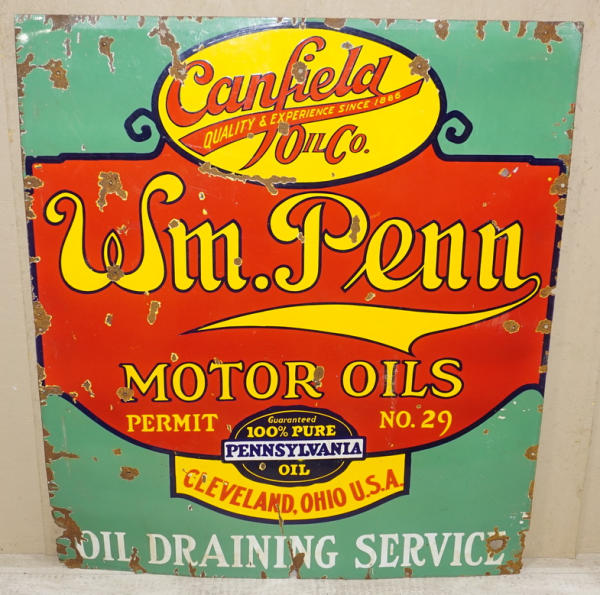 Canfield
QUALITY & EXPERIENCE SINCE 1886
OIL CO.
Wm. Penn
MOTOR OILS
PERMIT NO. 29
Guaranteed
100% PURE
PENNSYLVANIA
OIL
CLEVELAND, OHIO U.S.A.
OIL DRAINING SERVICE